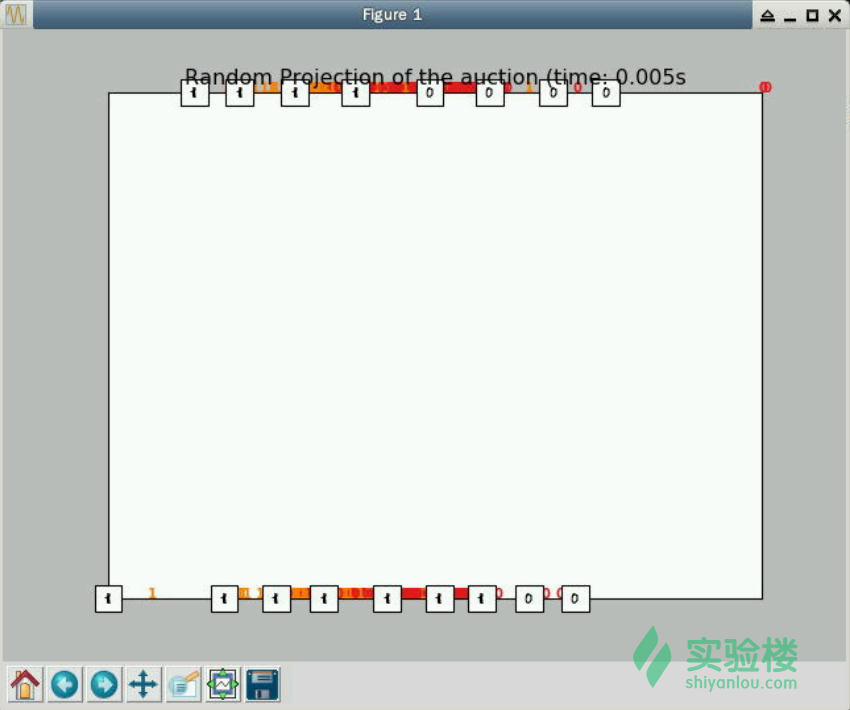 Figure 1
Random Projection of the auction (time: 0.005s
1 1 1 1 0 0 0 0
1 1 1 1 1 1 1 0 0
实验楼
shiyanlou.com